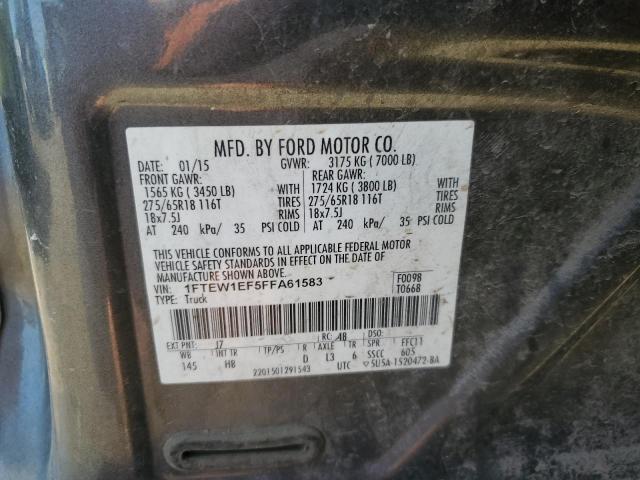 MFD. BY FORD MOTOR CO.
DATE: 01/15 GVWR: 3175 KG ( 7000 LB)
FRONT GAWR: REAR GAWR:
1565 KG ( 3450 LB) WITH 1724 KG ( 3800 LB) WITH
275/65R18 116T TIRES 275/65R18 116T TIRES
18x7.5J RIMS 18x7.5J RIMS
AT 240 kPa/ 35 PSI COLD AT 240 kPa/ 35 PSI COLD
THIS VEHICLE CONFORMS TO ALL APPLICABLE FEDERAL MOTOR
VEHICLE SAFETY STANDARDS IN EFFECT ON THE DATE OF
MANUFACTURE SHOWN ABOVE.
VIN: 1FTEW1EF5FFA61583 F0098
TYPE: Truck T0668
EXT PNT: J7 RC: 48 DSO:
WB INT TR TP/PS R AXLE TR SPR FFC11
145 HB D L3 6 SSCC 605
2201501291543 UTC 5U5A-1520472-BA